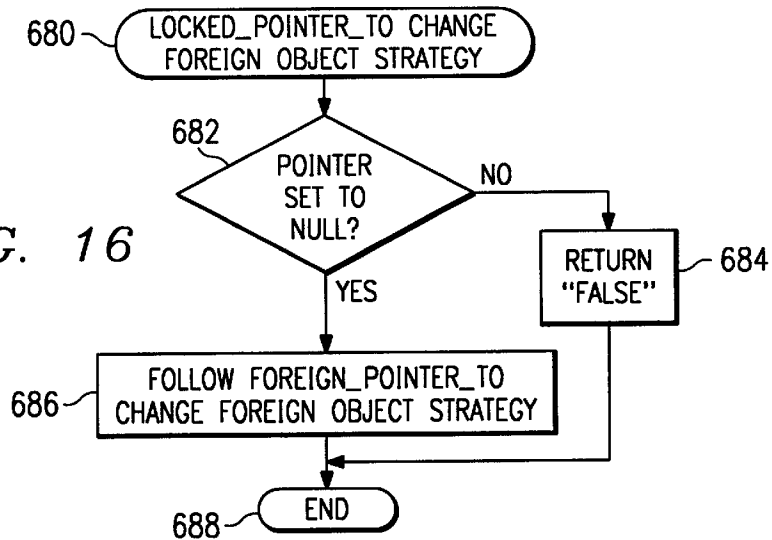 680
LOCKED_POINTER_TO CHANGE
FOREIGN OBJECT STRATEGY
682
POINTER
SET TO
NULL?
NO
G. 16
RETURN
"FALSE"
684
YES
686
FOLLOW FOREIGN_POINTER_TO
CHANGE FOREIGN OBJECT STRATEGY
END
688